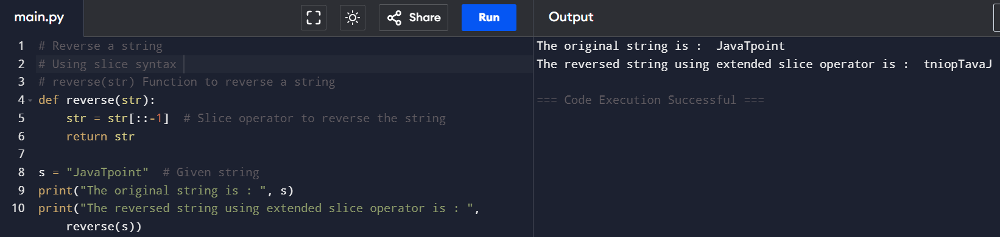 main.py
Share
Run
Output
1 # Reverse a string
2 # Using slice syntax
3 # reverse(str) Function to reverse a string
4 def reverse(str):
5     str = str[::-1]  # Slice operator to reverse the string
6     return str
7
8 s = "JavaTpoint"  # Given string
9 print("The original string is : ", s)
10 print("The reversed string using extended slice operator is : ",
    reverse(s))
The original string is :  JavaTpoint
The reversed string using extended slice operator is :  tniopTavaJ
=== Code Execution Successful ===